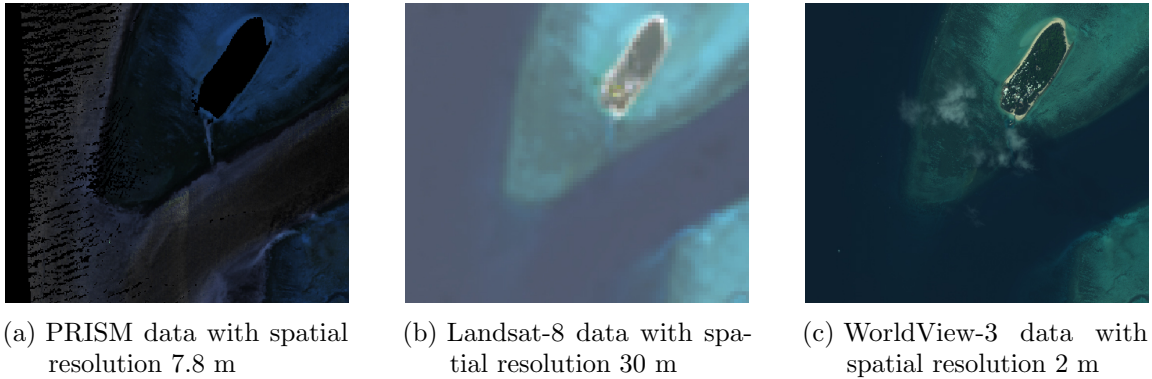 (a) PRISM data with spatial
resolution 7.8 m
(b) Landsat-8 data with spa-
tial resolution 30 m
(c) WorldView-3 data with
spatial resolution 2 m